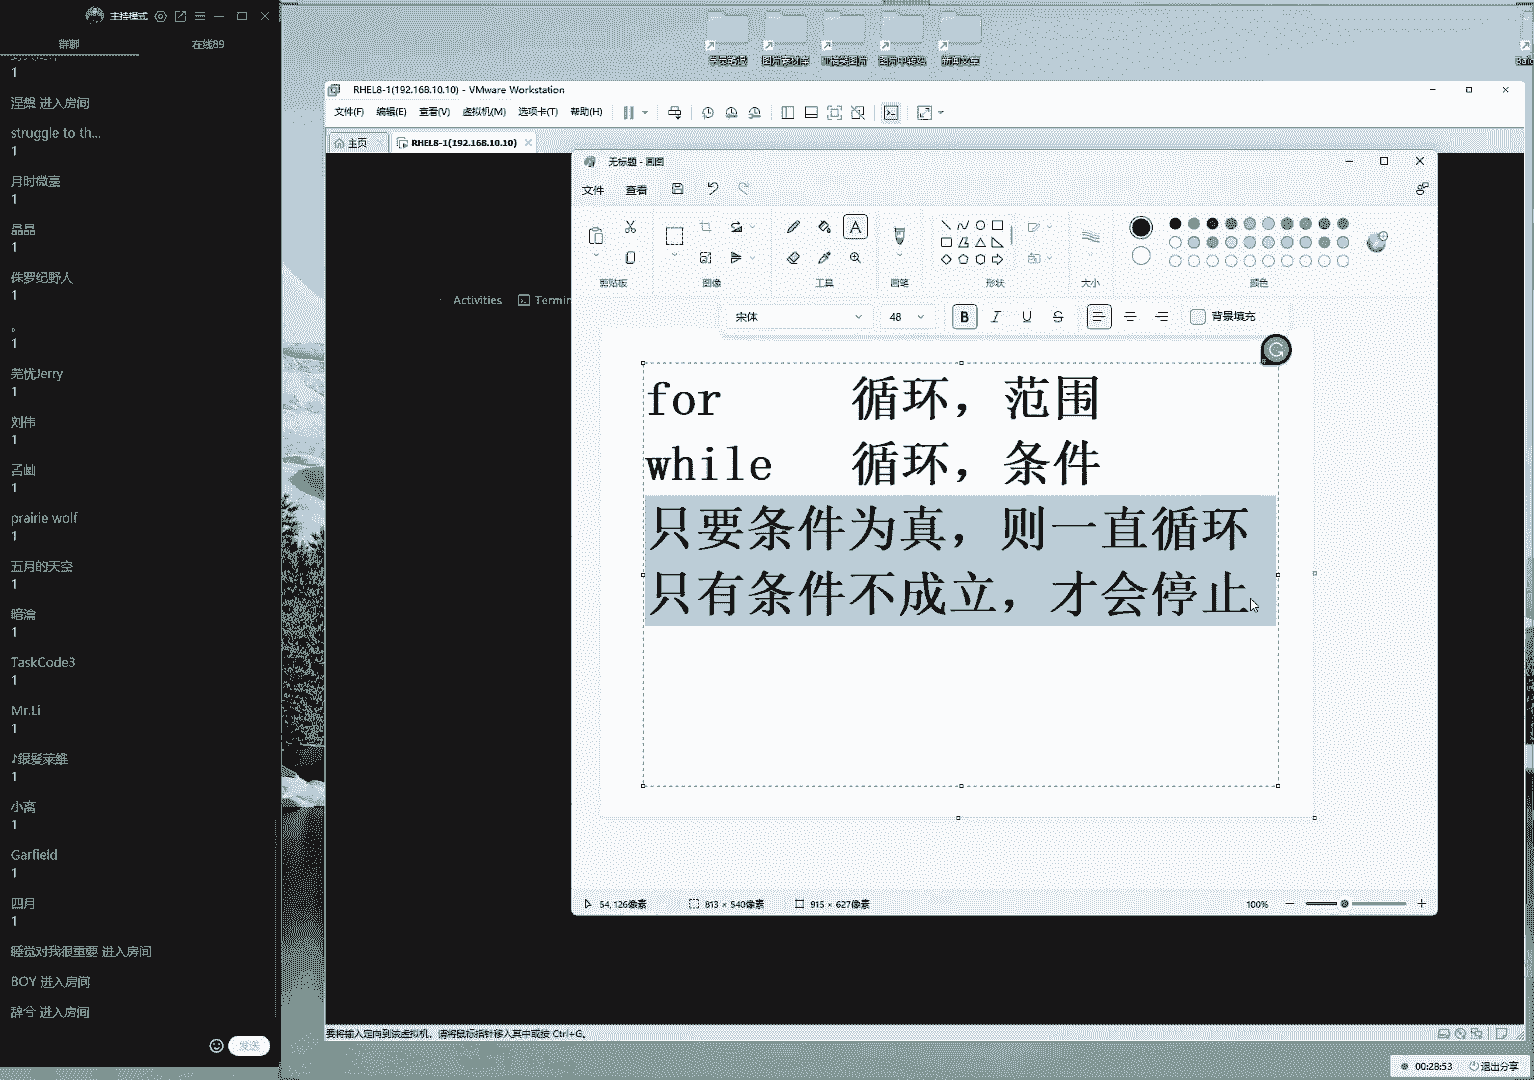 主持模式
群聊
在线89
1
涅槃 进入房间
struggle to th...
1
月时微羹
1
晶晶
1
侏罗纪野人
1
。
1
莞忧Jerry
1
刘伟
1
1
prairie wolf
1
五月的天空
1
暗淪
1
TaskCode3
1
Mr.Li
1
1
小离
1
Garfield
1
四月
1
睡觉对我很重要 进入房间
BOY 进入房间
辞兮 进入房间
发送
新闻文章
RHEL8-1(192.168.10.10) - VMware Workstation
文件(F) 编辑(E) 查看(V) 虚拟机(M) 选项卡(T) 帮助(H)
主页 RHEL8-1(192.168.10.10)
Activities Termin
无标题 - 画图
文件 查看
剪贴板 图像 工具 画笔 形状 大小 颜色
宋体 48 B I U S 背景填充
for 循环，范围
while 循环，条件
只要条件为真，则一直循环
只有条件不成立，才会停止
54, 126像素 813 × 540像素 915 × 627像素 100%
要将输入定向到该虚拟机，请将鼠标指针移入其中或按 Ctrl+G。
00:28:53 退出分享